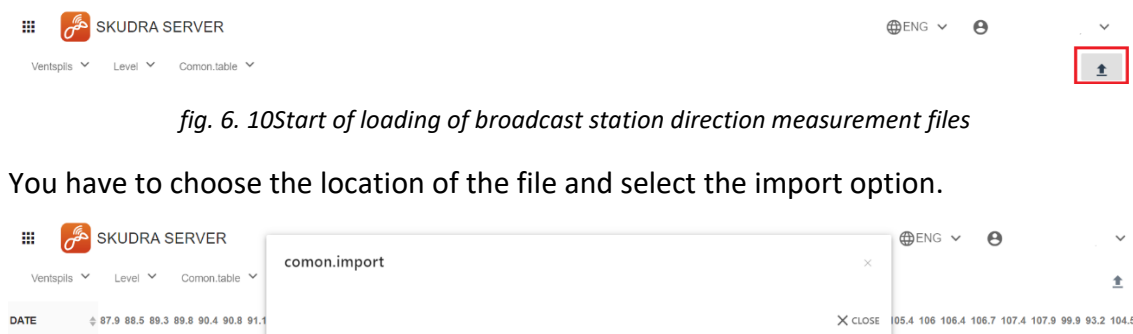 SKUDRA SERVER ENG
Ventspils Level Comon.table
fig. 6. 10Start of loading of broadcast station direction measurement files
You have to choose the location of the file and select the import option.
SKUDRA SERVER comon.import × ENG
Ventspils Level Comon.table
DATE 87.9 88.5 89.3 89.8 90.4 90.8 91.1 CLOSE 105.4 106 106.4 106.7 107.4 107.9 99.9 93.2 104.5